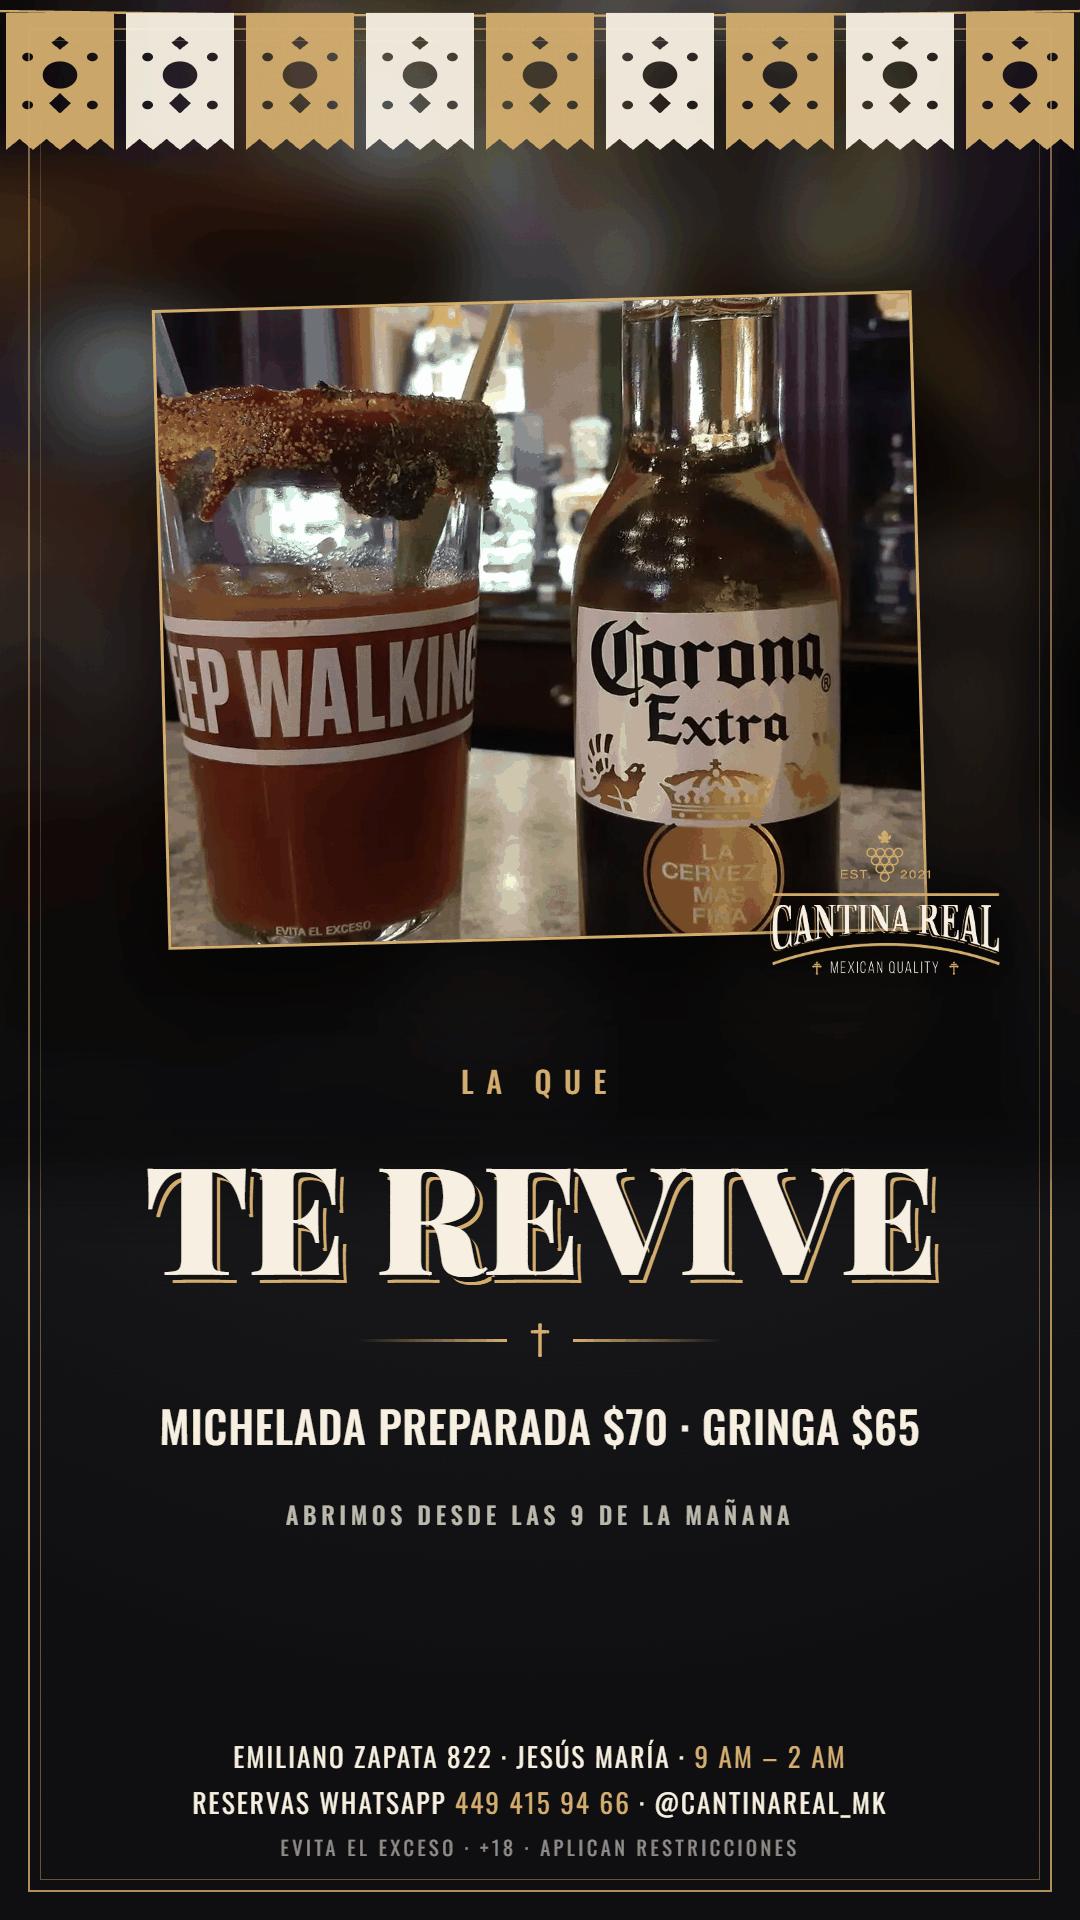 EEP WALKING
EVITA EL EXCESO
Corona
Extra
LA
CERVEZ
MAS
FINA
EST. 2021
CANTINA REAL
MEXICAN QUALITY
LA QUE
TE REVIVE
MICHELADA PREPARADA $70 · GRINGA $65
ABRIMOS DESDE LAS 9 DE LA MAÑANA
EMILIANO ZAPATA 822 · JESÚS MARÍA · 9 AM – 2 AM
RESERVAS WHATSAPP 449 415 94 66 · @CANTINAREAL_MK
EVITA EL EXCESO · +18 · APLICAN RESTRICCIONES